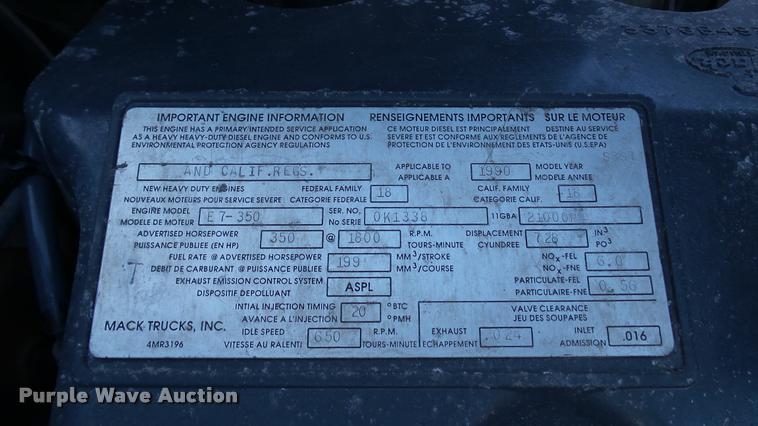 IMPORTANT ENGINE INFORMATION RENSEIGNEMENTS IMPORTANTS SUR LE MOTEUR
THIS ENGINE HAS A PRIMARY INTENDED SERVICE APPLICATION CE MOTEUR DIESEL EST PRINCIPALEMENT DESTINE AU SERVICE
AS A HEAVY HEAVY-DUTY DIESEL ENGINE AND CONFORMS TO U.S. SEVERE ET EST CONFORME AUX REGLEMENTS DE L'AGENCE DE
ENVIRONMENTAL PROTECTION AGENCY REGULATIONS PROTECTION DE L'ENVIRONNEMENT DES ETATS-UNIS (U.S.EPA)
AND CALIF.REGS. APPLICABLE TO 1990 MODEL YEAR
APPLICABLE A MODELE ANNEE
NEW HEAVY DUTY ENGINES FEDERAL FAMILY 18 CALIF. FAMILY 18
NOUVEAUX MOTEURS POUR SERVICE SEVERE CATEGORIE FEDERALE CATEGORIE CALIF.
ENGINE MODEL E7-350 SER. NO. 0K1338 11GBA
MODELE DE MOTEUR No SERIE
ADVERTISED HORSEPOWER 350 @ 1800 R.P.M. DISPLACEMENT 728 IN³
PUISSANCE PUBLIEE (EN HP) TOURS-MINUTE CYLINDREE PO³
FUEL RATE @ ADVERTISED HORSEPOWER 199 MM³/STROKE NOx-FEL 6.0
T DEBIT DE CARBURANT @ PUISSANCE PUBLIEE MM³/COURSE NOx-FNE
EXHAUST EMISSION CONTROL SYSTEM ASPL PARTICULATE-FEL 0.56
DISPOSITIF DEPOLLUANT PARTICULAIRE-FNE
INTIAL INJECTION TIMING 20 °BTC VALVE CLEARANCE
AVANCE A L'INJECTION °PMH JEU DES SOUPAPES
MACK TRUCKS, INC. IDLE SPEED 650 R.P.M. EXHAUST .024 INLET .016
4MR3196 VITESSE AU RALENTI TOURS-MINUTE ECHAPPEMENT ADMISSION
Purple Wave Auction